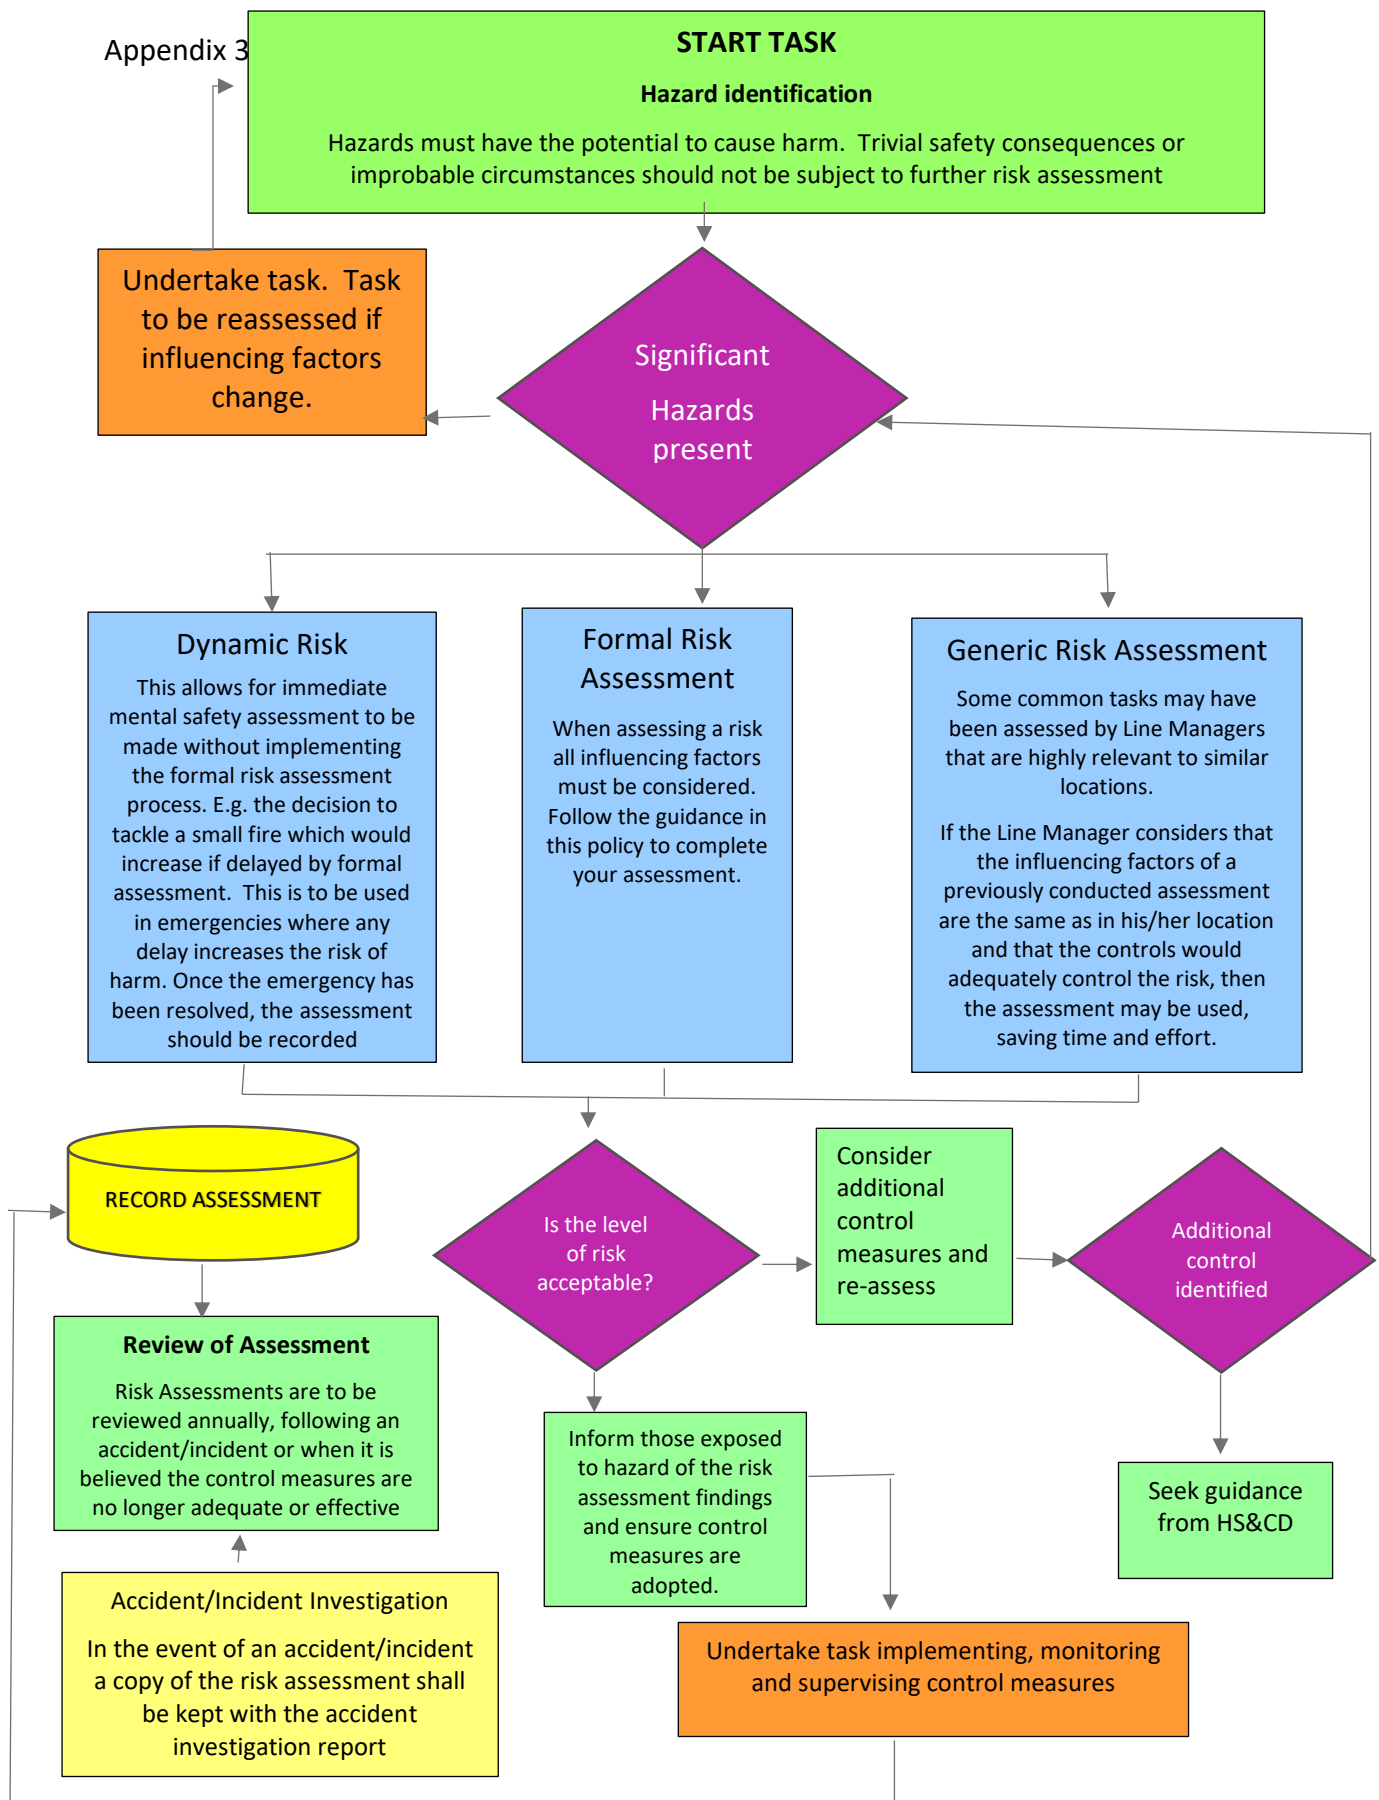 Appendix 3
START TASK
Hazard identification
Hazards must have the potential to cause harm.  Trivial safety consequences or
improbable circumstances should not be subject to further risk assessment
Undertake task.  Task
to be reassessed if
influencing factors
change.
Significant
Hazards
present
Dynamic Risk
This allows for immediate
mental safety assessment to be
made without implementing
the formal risk assessment
process. E.g. the decision to
tackle a small fire which would
increase if delayed by formal
assessment.  This is to be used
in emergencies where any
delay increases the risk of
harm. Once the emergency has
been resolved, the assessment
should be recorded
Formal Risk
Assessment
When assessing a risk
all influencing factors
must be considered.
Follow the guidance in
this policy to complete
your assessment.
Generic Risk Assessment
Some common tasks may have
been assessed by Line Managers
that are highly relevant to similar
locations.
If the Line Manager considers that
the influencing factors of a
previously conducted assessment
are the same as in his/her location
and that the controls would
adequately control the risk, then
the assessment may be used,
saving time and effort.
RECORD ASSESSMENT
Is the level
of risk
acceptable?
Consider
additional
control
measures and
re-assess
Additional
control
identified
Review of Assessment
Risk Assessments are to be
reviewed annually, following an
accident/incident or when it is
believed the control measures are
no longer adequate or effective
Inform those exposed
to hazard of the risk
assessment findings
and ensure control
measures are
adopted.
Seek guidance
from HS&CD
Accident/Incident Investigation
In the event of an accident/incident
a copy of the risk assessment shall
be kept with the accident
investigation report
Undertake task implementing, monitoring
and supervising control measures